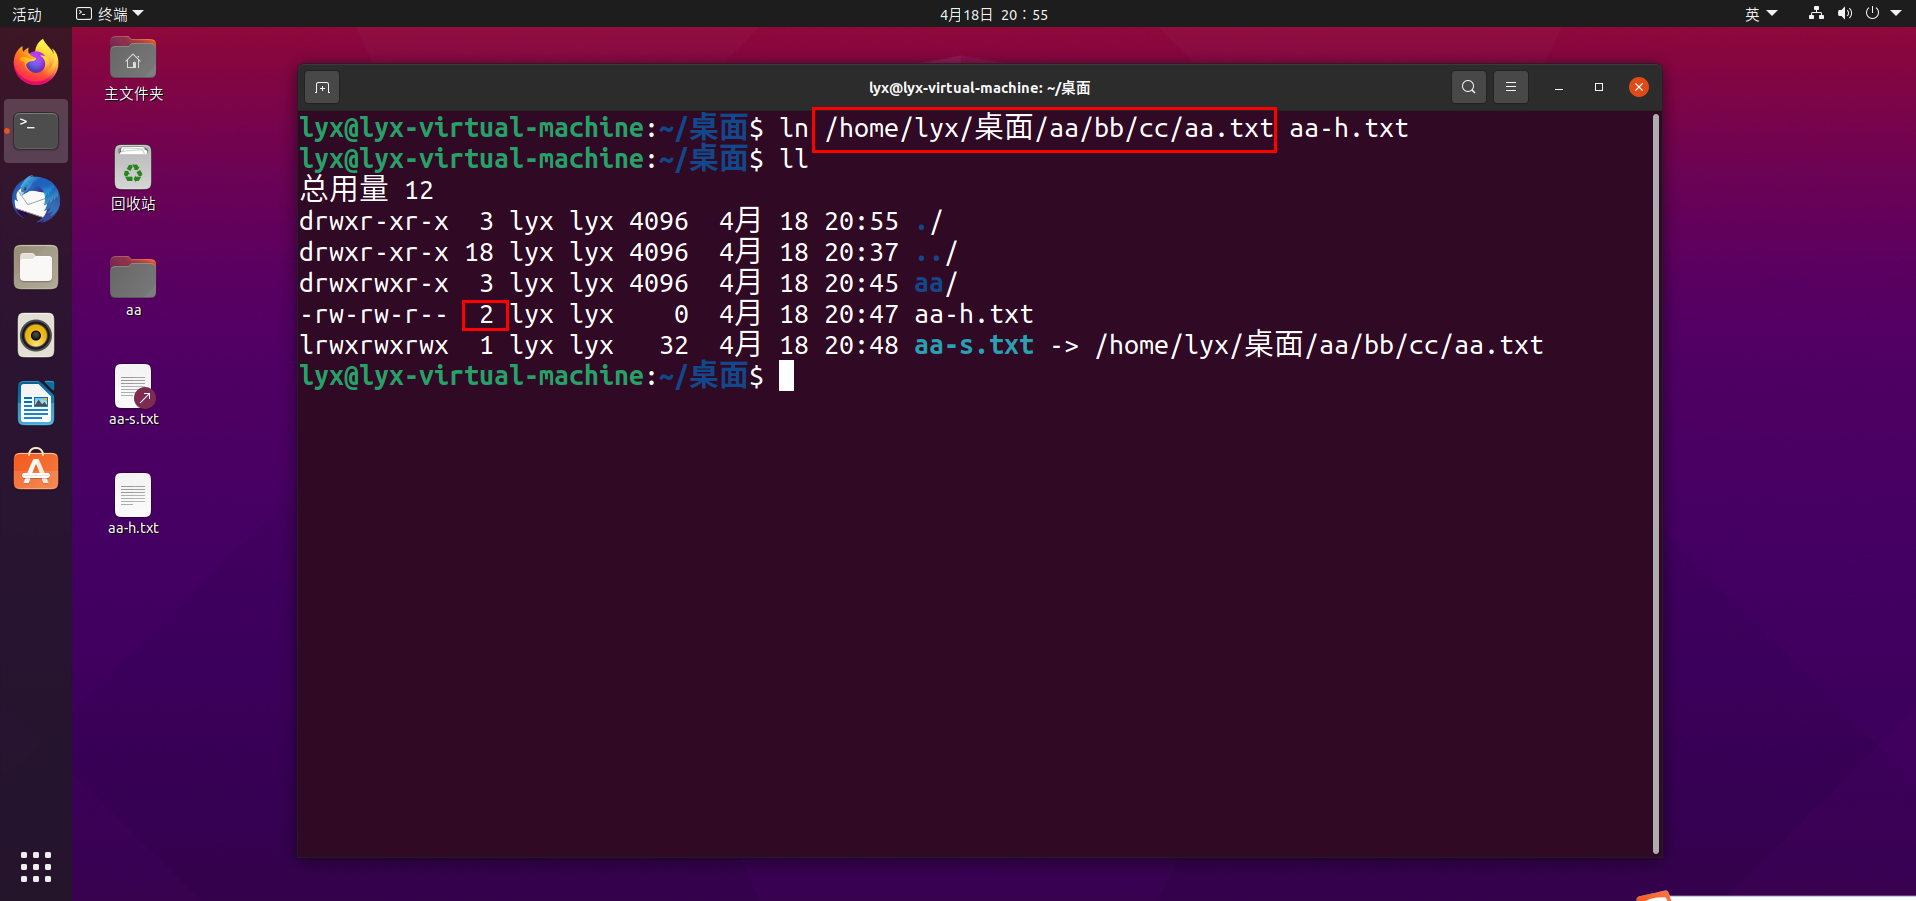 活动 终端 4月18日 20：55 英
主文件夹
回收站
aa
aa-s.txt
aa-h.txt
lyx@lyx-virtual-machine: ~/桌面
lyx@lyx-virtual-machine:~/桌面$ ln /home/lyx/桌面/aa/bb/cc/aa.txt aa-h.txt
lyx@lyx-virtual-machine:~/桌面$ ll
总用量 12
drwxr-xr-x  3 lyx lyx 4096  4月 18 20:55 ./
drwxr-xr-x 18 lyx lyx 4096  4月 18 20:37 ../
drwxrwxr-x  3 lyx lyx 4096  4月 18 20:45 aa/
-rw-rw-r--  2 lyx lyx    0  4月 18 20:47 aa-h.txt
lrwxrwxrwx  1 lyx lyx   32  4月 18 20:48 aa-s.txt -> /home/lyx/桌面/aa/bb/cc/aa.txt
lyx@lyx-virtual-machine:~/桌面$